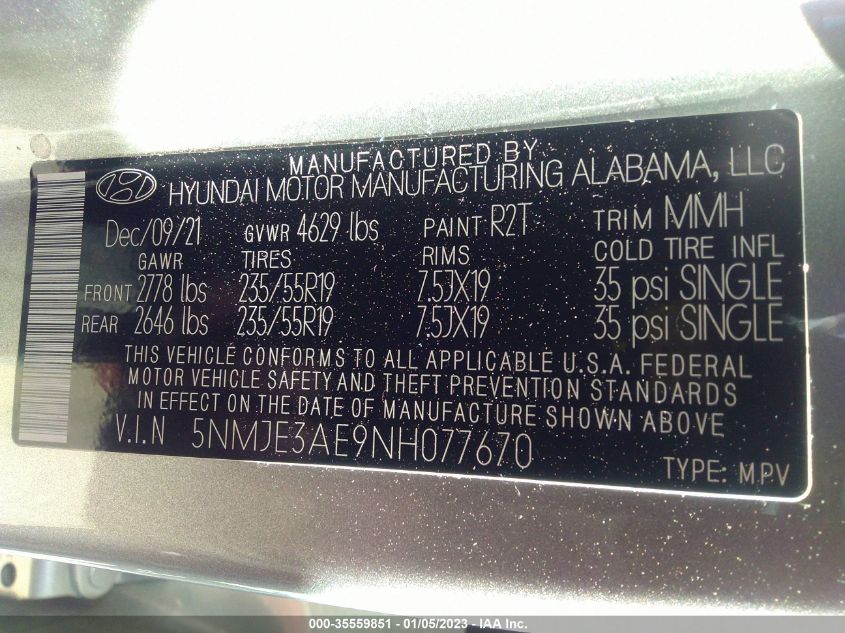 MANUFACTURED BY
HYUNDAI MOTOR MANUFACTURING ALABAMA, LLC
Dec/09/21 GVWR 4629 lbs PAINT R2T TRIM MMH
GAWR TIRES RIMS COLD TIRE INFL
FRONT 2778 lbs 235/55R19 7.5JX19 35 psi SINGLE
REAR 2646 lbs 235/55R19 7.5JX19 35 psi SINGLE
THIS VEHICLE CONFORMS TO ALL APPLICABLE U.S.A. FEDERAL
MOTOR VEHICLE SAFETY AND THEFT PREVENTION STANDARDS
IN EFFECT ON THE DATE OF MANUFACTURE SHOWN ABOVE
V.I.N 5NMJE3AE9NH077670
TYPE: MPV
000-35559851 - 01/05/2023 - IAA Inc.